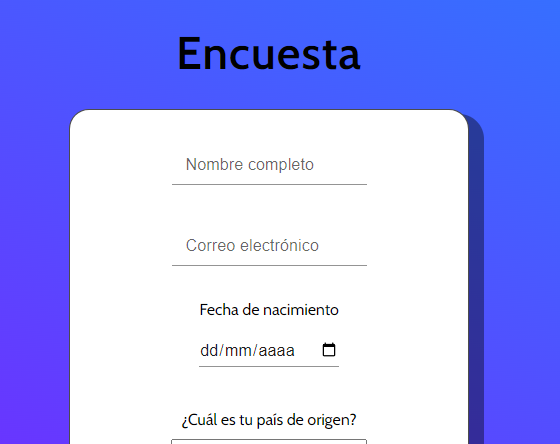 Encuesta
Nombre completo
Correo electrónico
Fecha de nacimiento
dd/mm/aaaa
¿Cuál es tu país de origen?